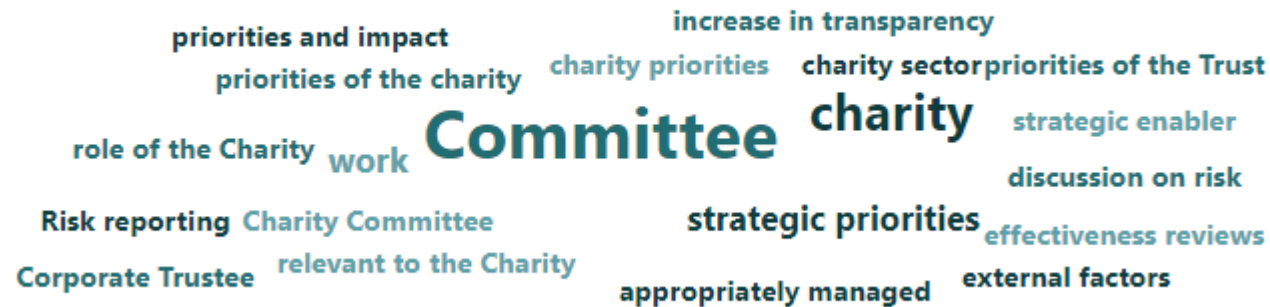 increase in transparency
priorities and impact
charity priorities
charity sector
priorities of the Trust
priorities of the charity
charity
strategic enabler
Committee
role of the Charity
work
discussion on risk
Risk reporting
Charity Committee
strategic priorities
effectiveness reviews
relevant to the Charity
Corporate Trustee
external factors
appropriately managed